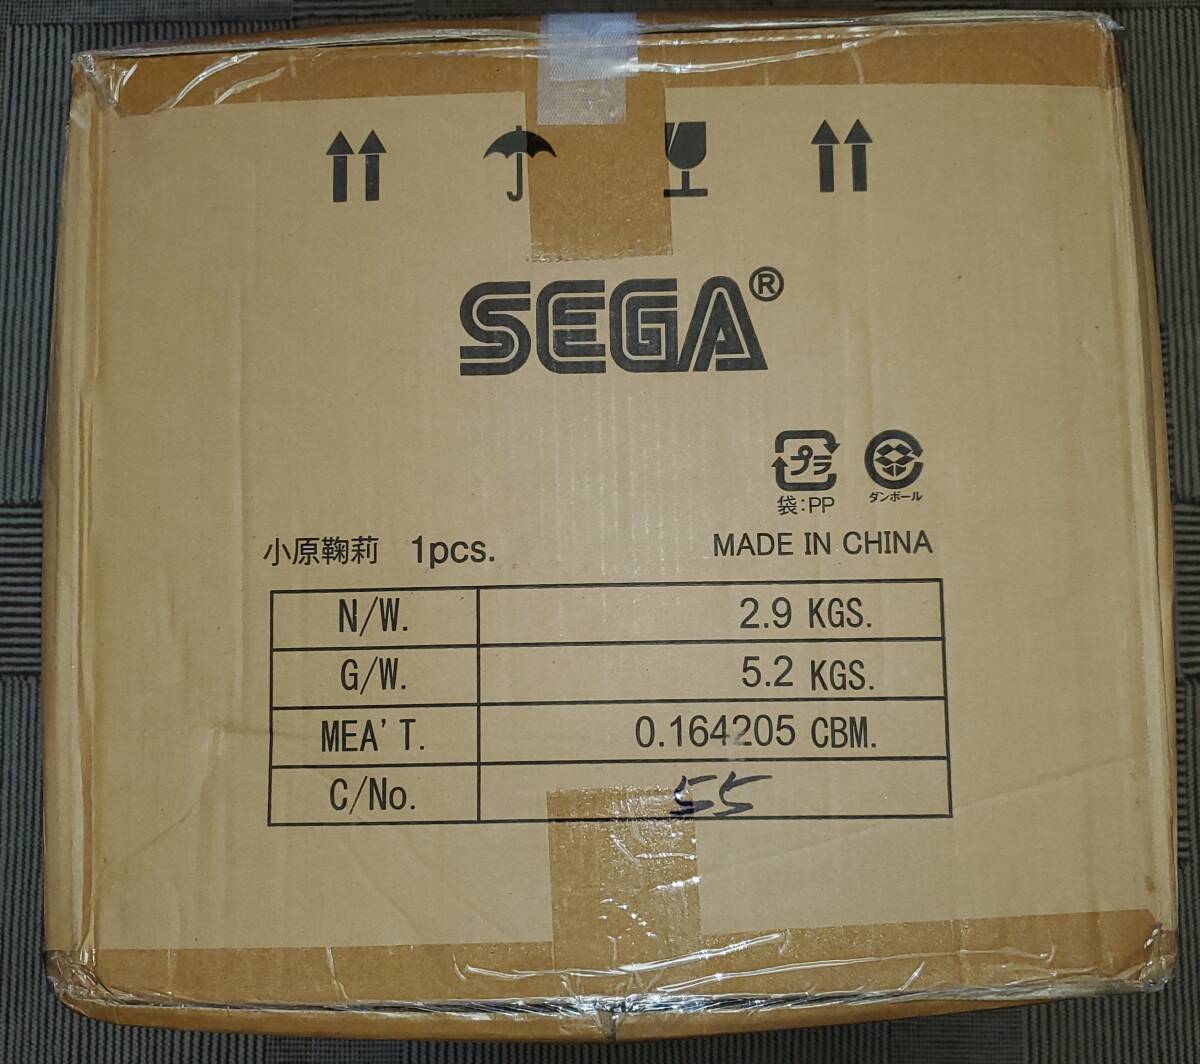 SEGA®
プラ
袋:PP
ダンボール
小原鞠莉 1pcs.
MADE IN CHINA
N/W. 2.9 KGS.
G/W. 5.2 KGS.
MEA'T. 0.164205 CBM.
C/No. 55